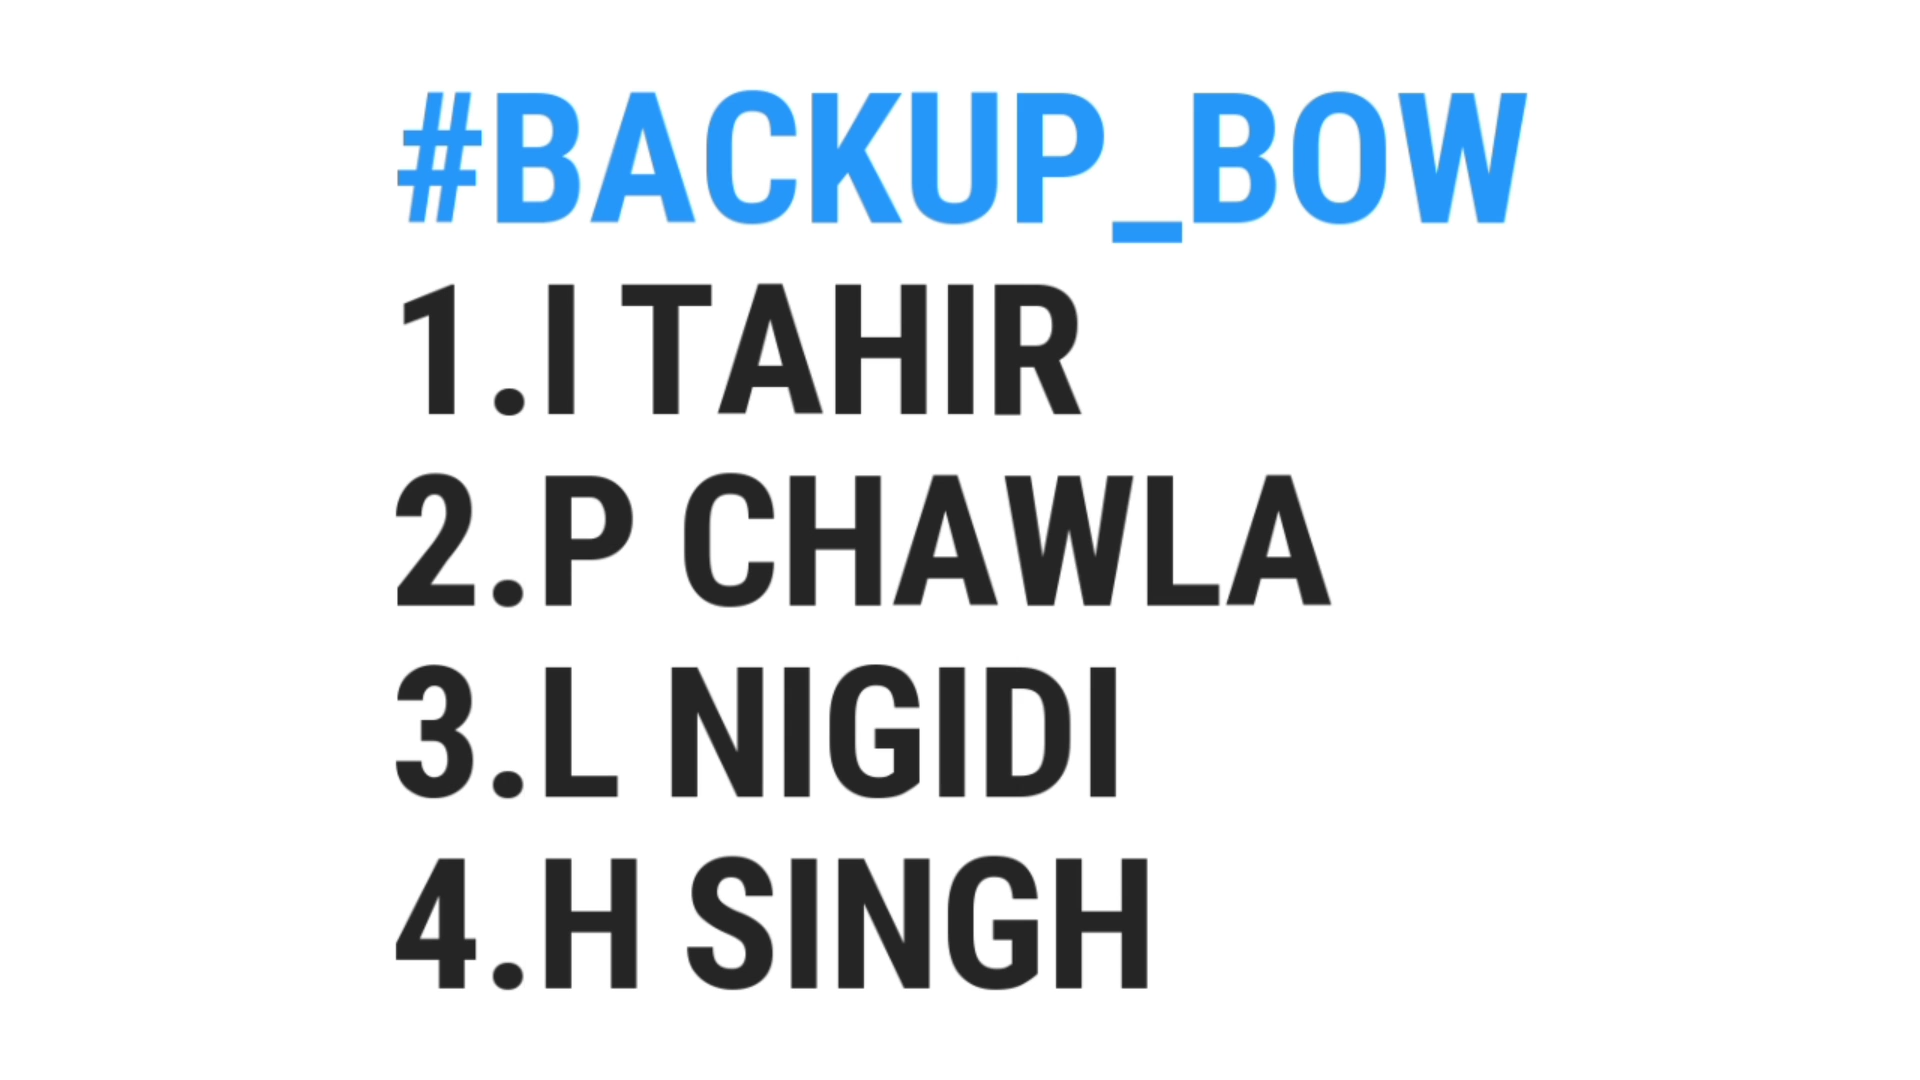 #BACKUP_BOW
1.I TAHIR
2.P CHAWLA
3.L NIGIDI
4.H SINGH